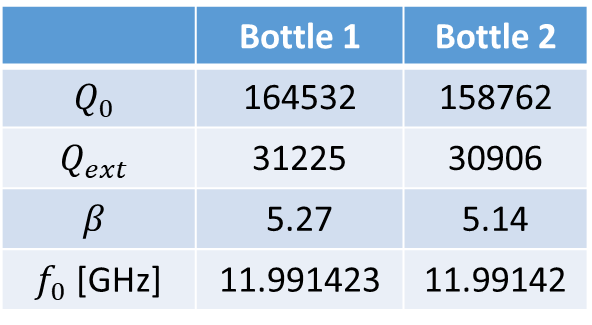 Bottle 1 Bottle 2
Q₀ 164532 158762
Qₑₓₜ 31225 30906
β 5.27 5.14
f₀ [GHz] 11.991423 11.99142